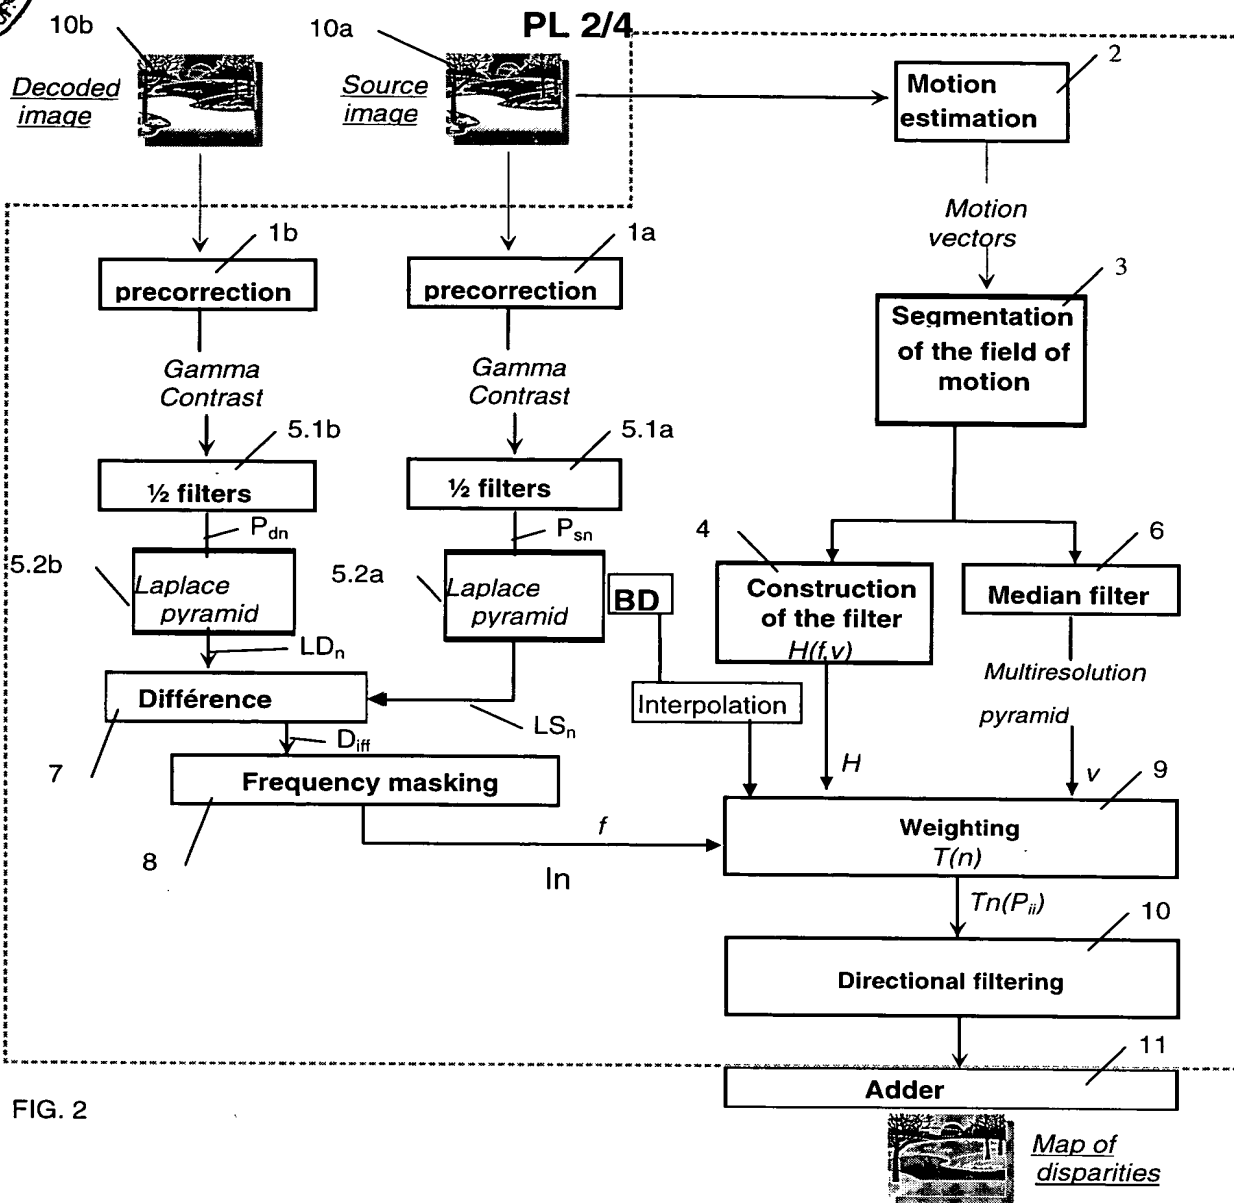 PL 2/4
10b
10a
2
Decoded
image
Source
image
Motion
estimation
Motion
vectors
1b
1a
3
precorrection
precorrection
Segmentation
of the field of
motion
Gamma
Contrast
Gamma
Contrast
5.1b
5.1a
½ filters
½ filters
Pdn
Psn
4
6
5.2b
Laplace
pyramid
5.2a
Laplace
pyramid
BD
Construction
of the filter
H(f,v)
Median filter
LDn
Multiresolution
pyramid
Différence
Interpolation
LSn
Diff
7
Frequency masking
H
v
9
8
f
In
Weighting
T(n)
Tn(Pii)
10
Directional filtering
11
Adder
FIG. 2
Map of
disparities